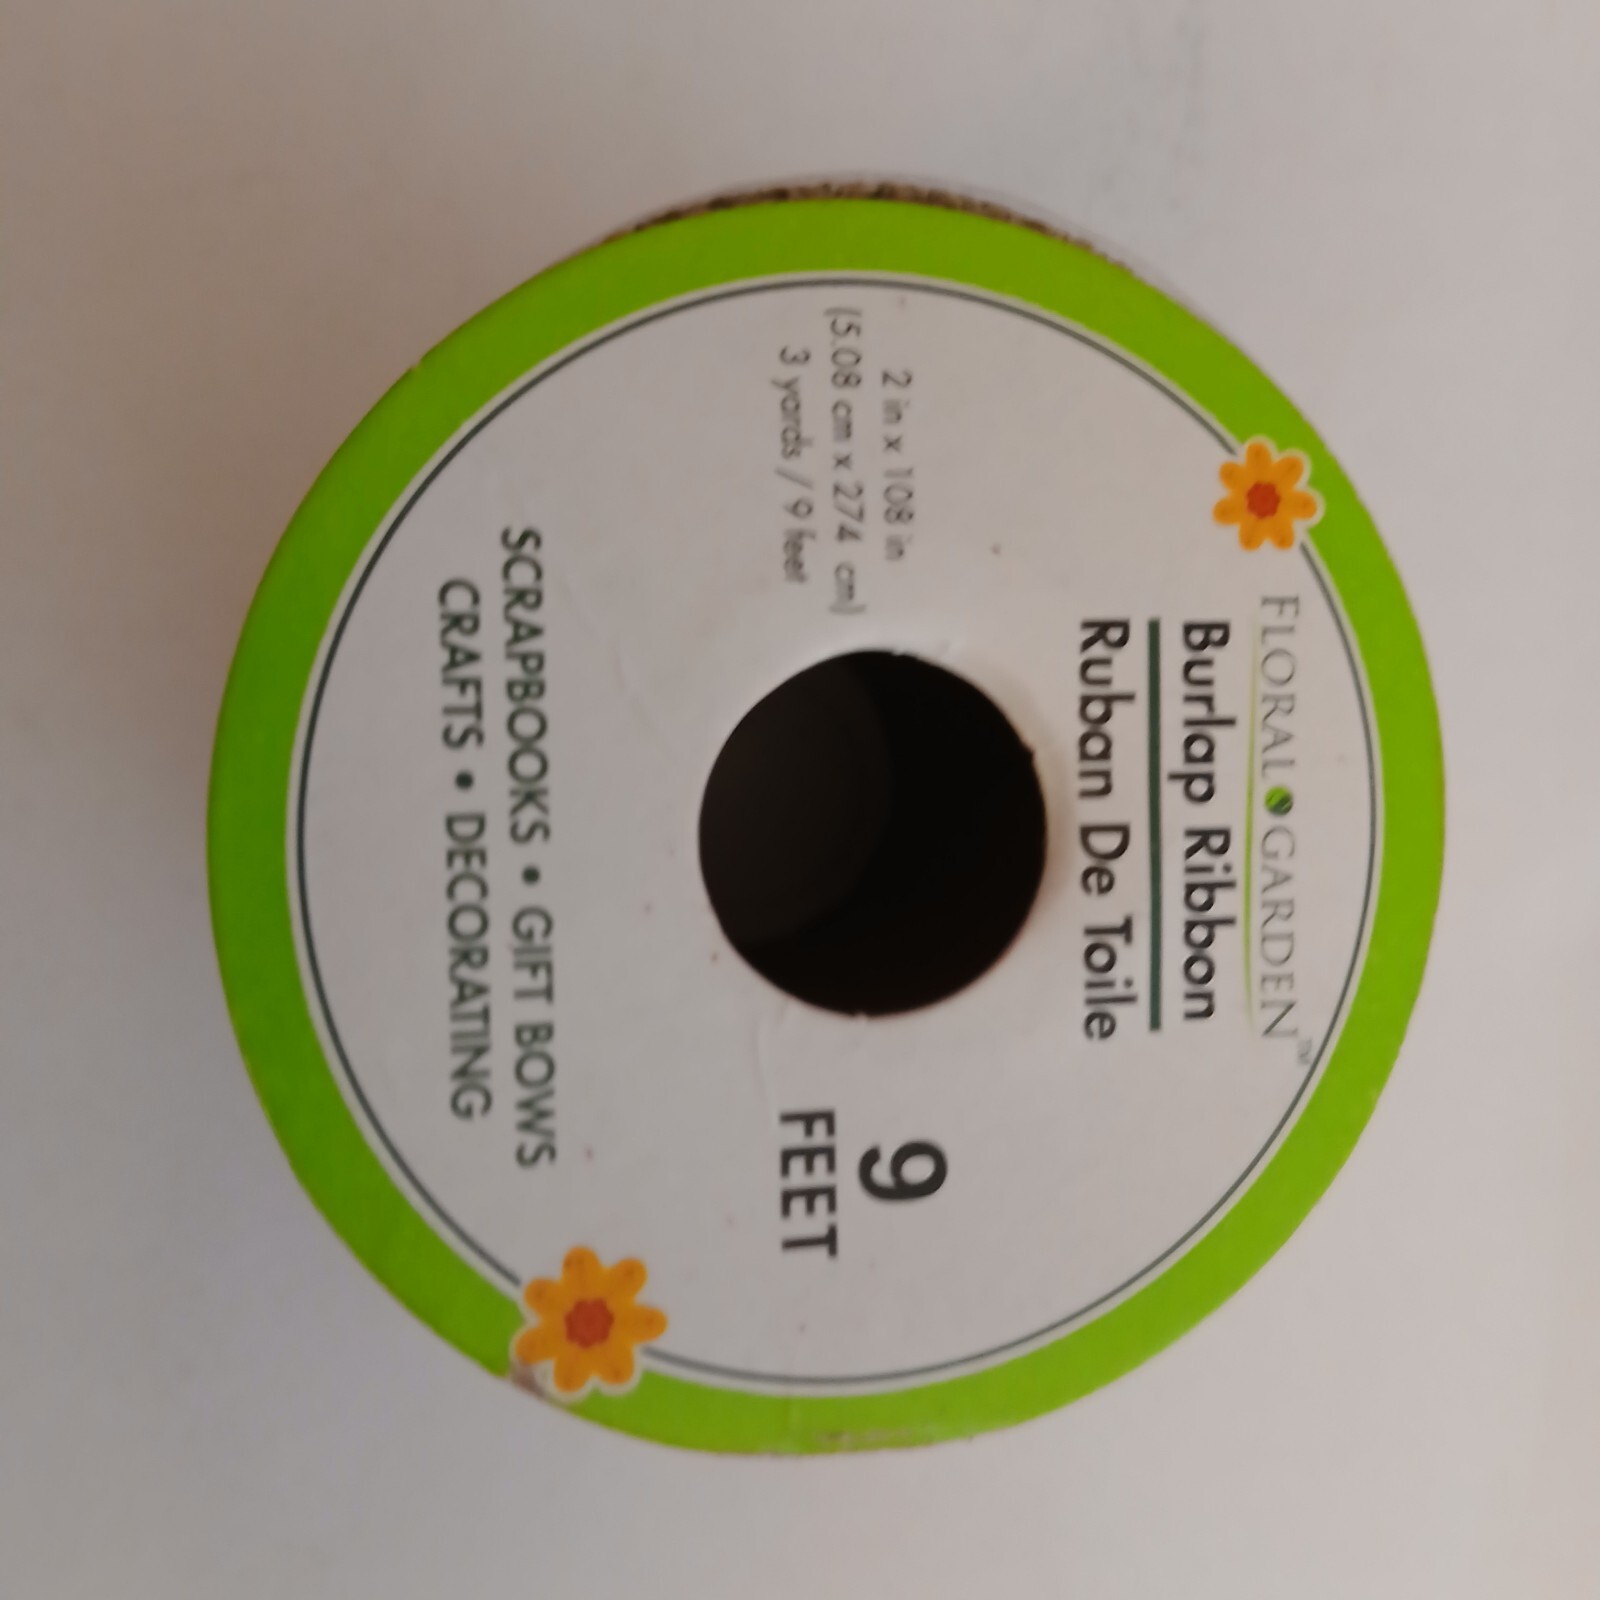 FLORAL GARDEN™
Burlap Ribbon
Ruban De Toile
2 in x 108 in
(5.08 cm x 274 cm)
3 yards / 9 feet
9
FEET
SCRAPBOOKS • GIFT BOWS
CRAFTS • DECORATING